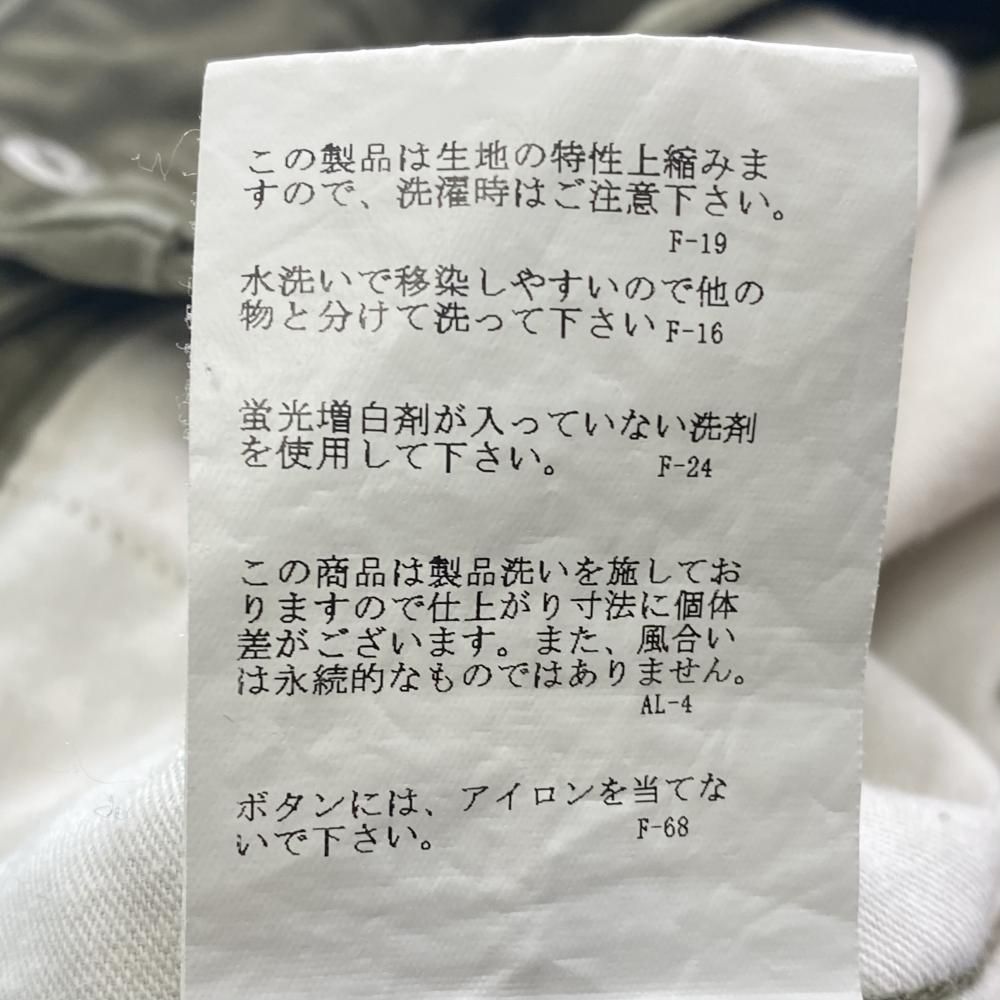 この製品は生地の特性上縮みま
すので、洗濯時はご注意下さい。
F-19
水洗いで移染しやすいので他の
物と分けて洗って下さい F-16
蛍光増白剤が入っていない洗剤
を使用して下さい。 F-24
この商品は製品洗いを施してお
りますので仕上がり寸法に個体
差がございます。また、風合い
は永続的なものではありません。
AL-4
ボタンには、アイロンを当てな
いで下さい。 F-68